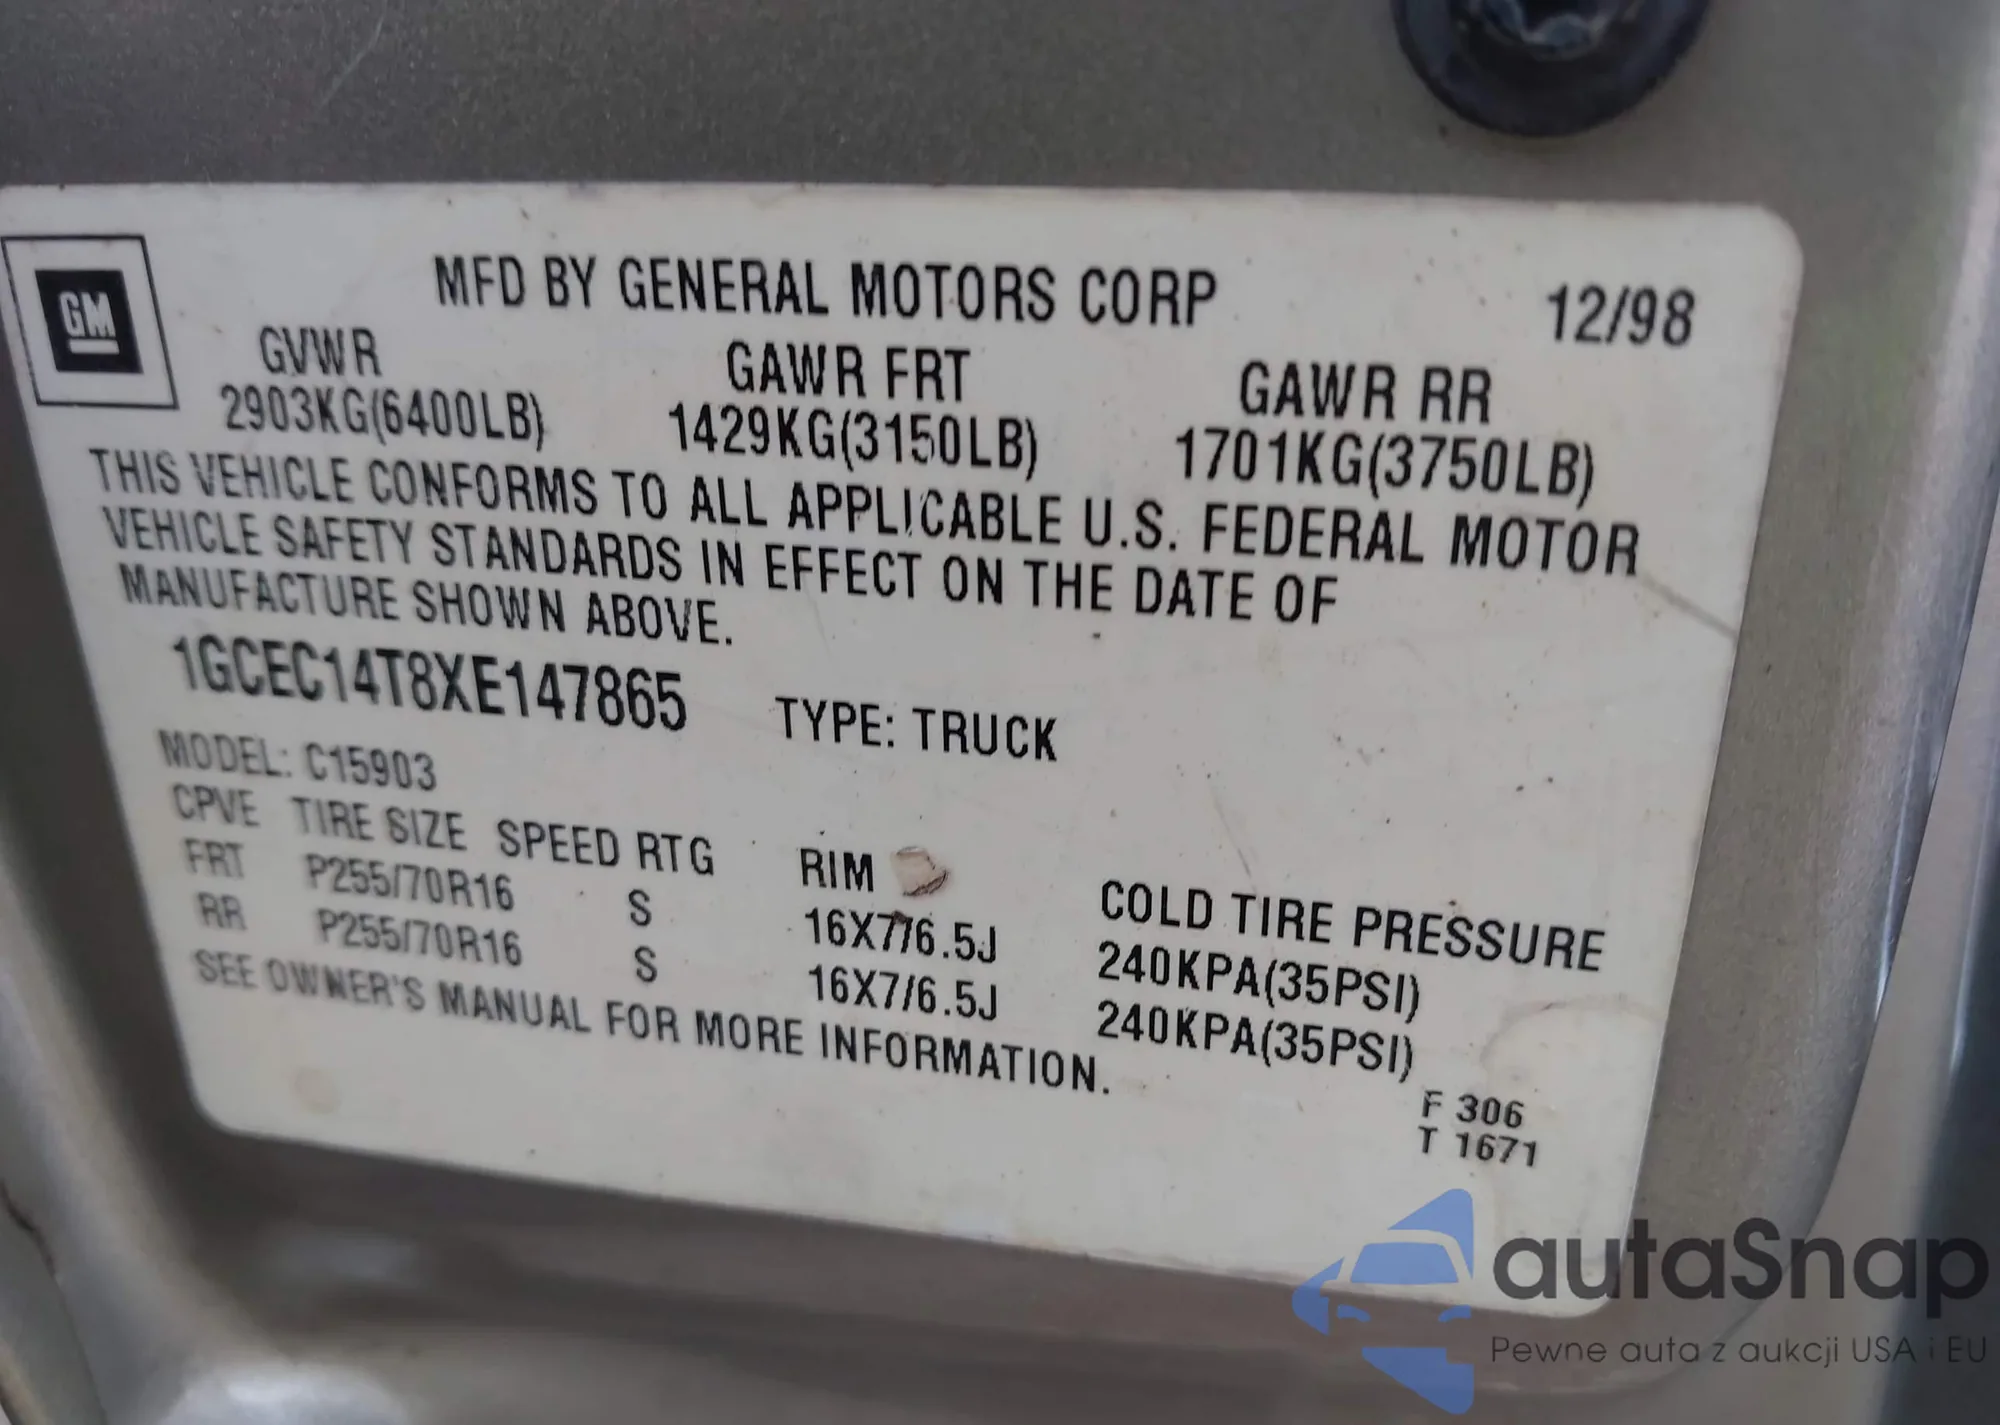 GM
MFD BY GENERAL MOTORS CORP 12/98
GVWR GAWR FRT GAWR RR
2903KG(6400LB) 1429KG(3150LB) 1701KG(3750LB)
THIS VEHICLE CONFORMS TO ALL APPLICABLE U.S. FEDERAL MOTOR
VEHICLE SAFETY STANDARDS IN EFFECT ON THE DATE OF
MANUFACTURE SHOWN ABOVE.
1GCEC14T8XE147865 TYPE: TRUCK
MODEL: C15903
CPVE TIRE SIZE SPEED RTG RIM COLD TIRE PRESSURE
FRT P255/70R16 S 16X7/6.5J 240KPA(35PSI)
RR P255/70R16 S 16X7/6.5J 240KPA(35PSI)
SEE OWNER'S MANUAL FOR MORE INFORMATION.
F 306
T 1671
autaSnap
Pewne auta z aukcji USA i EU